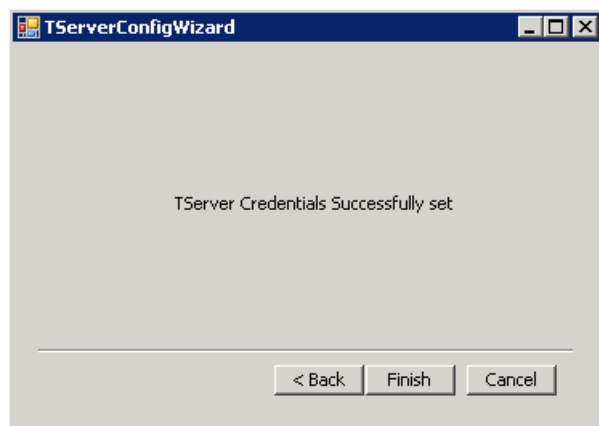 TServerConfigWizard
TServer Credentials Successfully set
< Back Finish Cancel